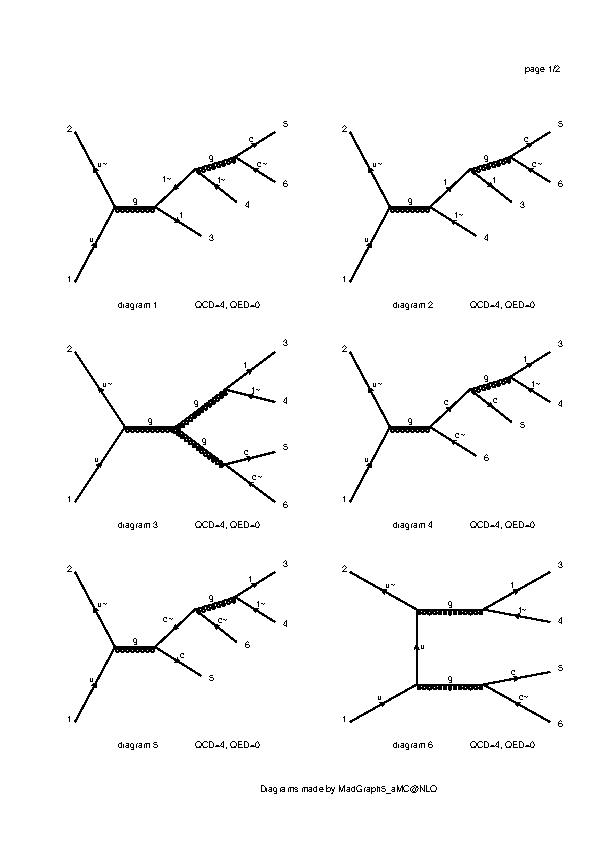 page 1/2
2 5
u~ c
g c~
1~ 6
1~ 4
g
1
u 3
1
diagram 1 QCD=4, QED=0
2 5
u~ c
g c~
1 6
1 3
g
1~
u 4
1
diagram 2 QCD=4, QED=0
2 3
1
u~ g 1~
4
g
g 5
c
u c~
1 6
diagram 3 QCD=4, QED=0
2 3
1
u~ g 1~
c 4
c 5
g
c~
u 6
1
diagram 4 QCD=4, QED=0
2 3
1
u~ g 1~
c~ 4
c~ 6
g
c
u 5
1
diagram 5 QCD=4, QED=0
2 3
u~ 1
g 1~
4
u
5
g c
u c~
1 6
diagram 6 QCD=4, QED=0
Diagrams made by MadGraph5_aMC@NLO